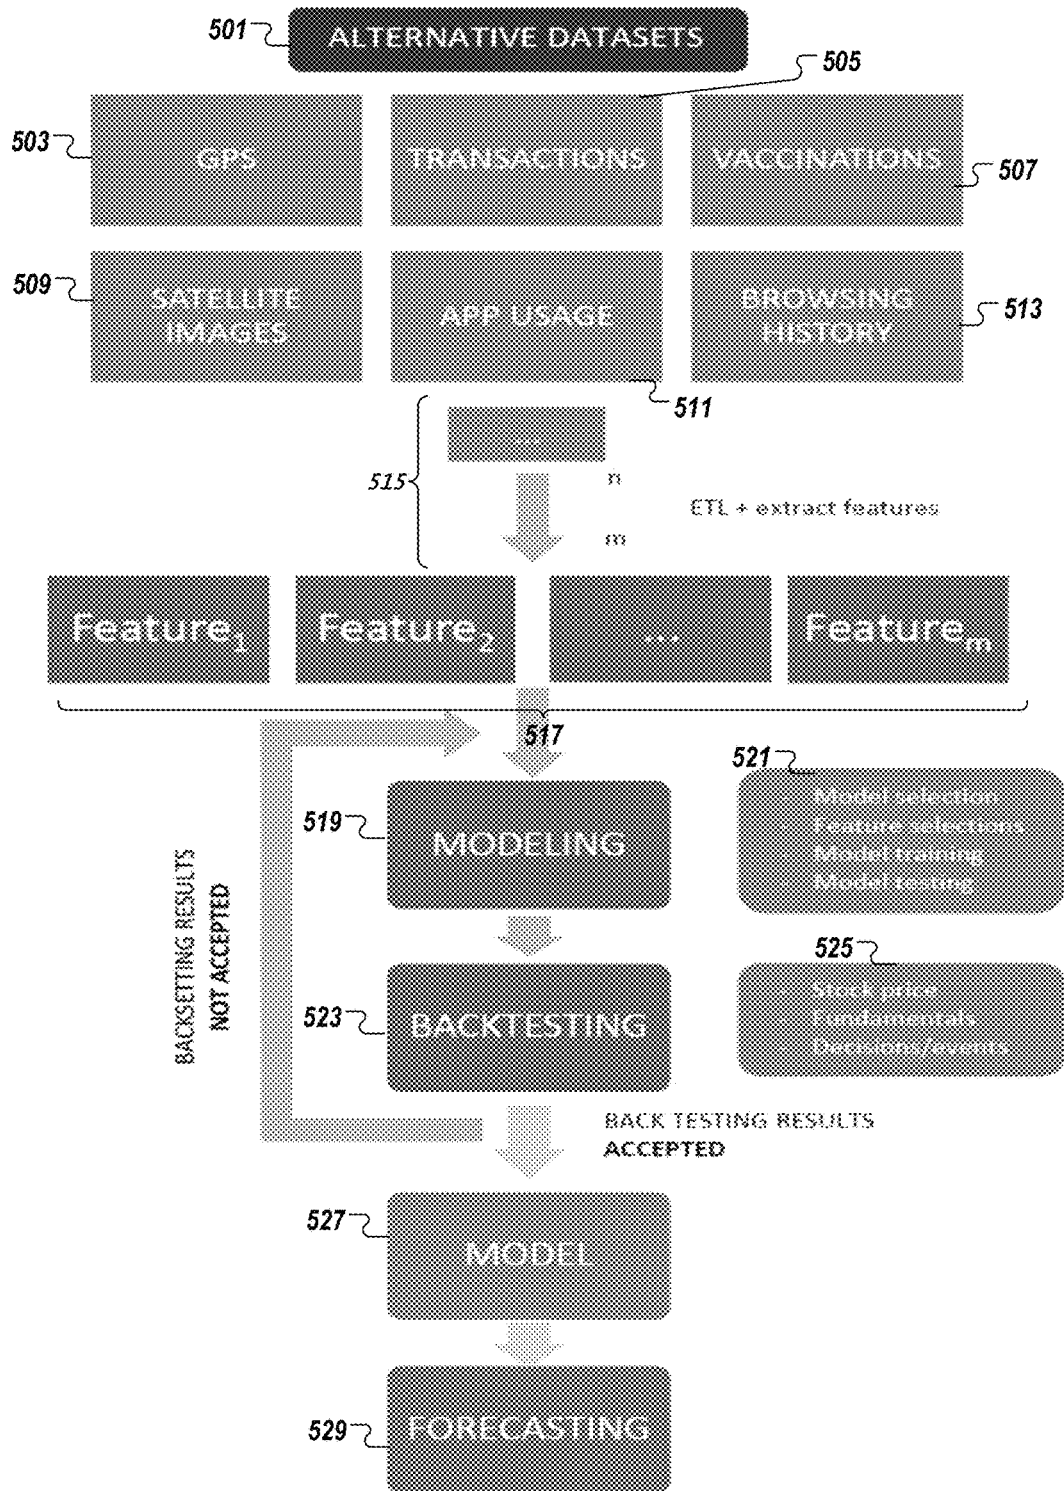 501
ALTERNATIVE DATASETS
505
503
GPS
TRANSACTIONS
VACCINATIONS
507
509
SATELLITE
IMAGES
APP USAGE
BROWSING
HISTORY
513
511
....
515
n
ETL + extract features
m
Feature1
Feature2
...
Featurem
517
519
MODELING
521
Model selection
Feature selections
Model training
Model testing
BACKSETTING RESULTS
NOT ACCEPTED
523
BACKTESTING
525
Stock
Fundamentals
Decisions/events
BACK TESTING RESULTS
ACCEPTED
527
MODEL
529
FORECASTING